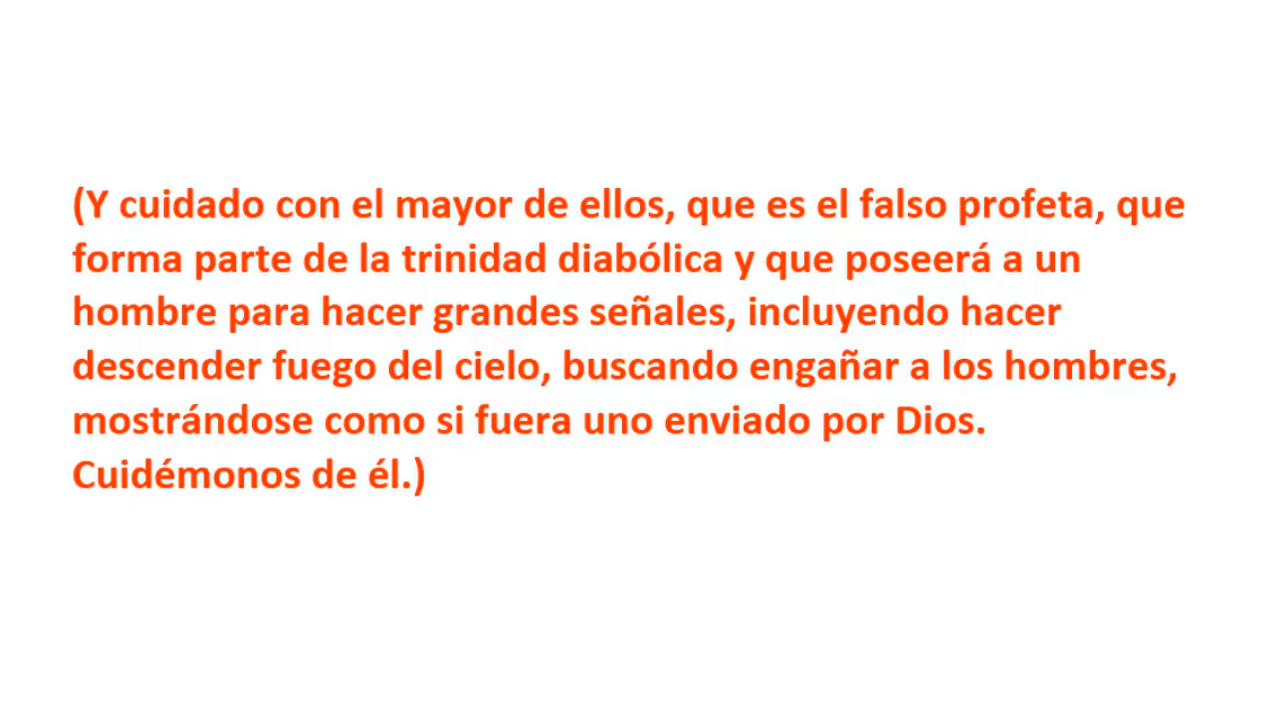 (Y cuidado con el mayor de ellos, que es el falso profeta, que
forma parte de la trinidad diabólica y que poseerá a un
hombre para hacer grandes señales, incluyendo hacer
descender fuego del cielo, buscando engañar a los hombres,
mostrándose como si fuera uno enviado por Dios.
Cuidémonos de él.)